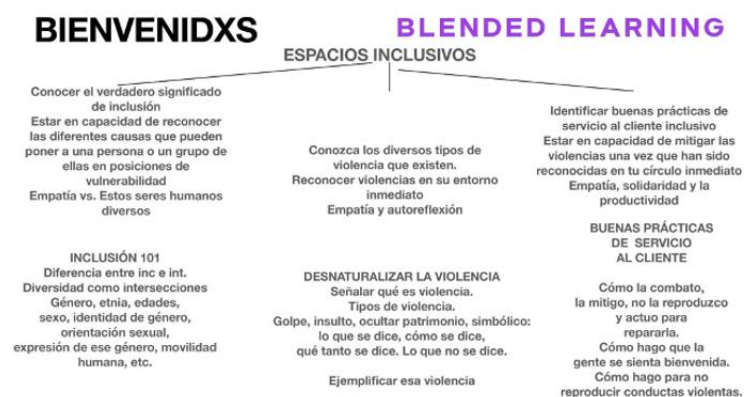 BIENVENIDXS
BLENDED LEARNING
ESPACIOS INCLUSIVOS
Conocer el verdadero significado
de inclusión
Estar en capacidad de reconocer
las diferentes causas que pueden
poner a una persona o un grupo de
ellas en posiciones de
vulnerabilidad
Empatía vs. Estos seres humanos
diversos
INCLUSIÓN 101
Diferencia entre inc e int.
Diversidad como intersecciones
Género, etnia, edades,
sexo, identidad de género,
orientación sexual,
expresión de ese género, movilidad
humana, etc.
Conozca los diversos tipos de
violencia que existen.
Reconocer violencias en su entorno
inmediato
Empatía y autoreflexión
DESNATURALIZAR LA VIOLENCIA
Señalar qué es violencia.
Tipos de violencia.
Golpe, insulto, ocultar patrimonio, simbólico:
lo que se dice, cómo se dice,
qué tanto se dice. Lo que no se dice.
Ejemplificar esa violencia
Identificar buenas prácticas de
servicio al cliente inclusivo
Estar en capacidad de mitigar las
violencias una vez que han sido
reconocidas en tu círculo inmediato
Empatía, solidaridad y la
productividad
BUENAS PRÁCTICAS
DE SERVICIO
AL CLIENTE
Cómo la combato,
la mitigo, no la reproduzco
y actuo para
repararla.
Cómo hago que la
gente se sienta bienvenida.
Cómo hago para no
reproducir conductas violentas.